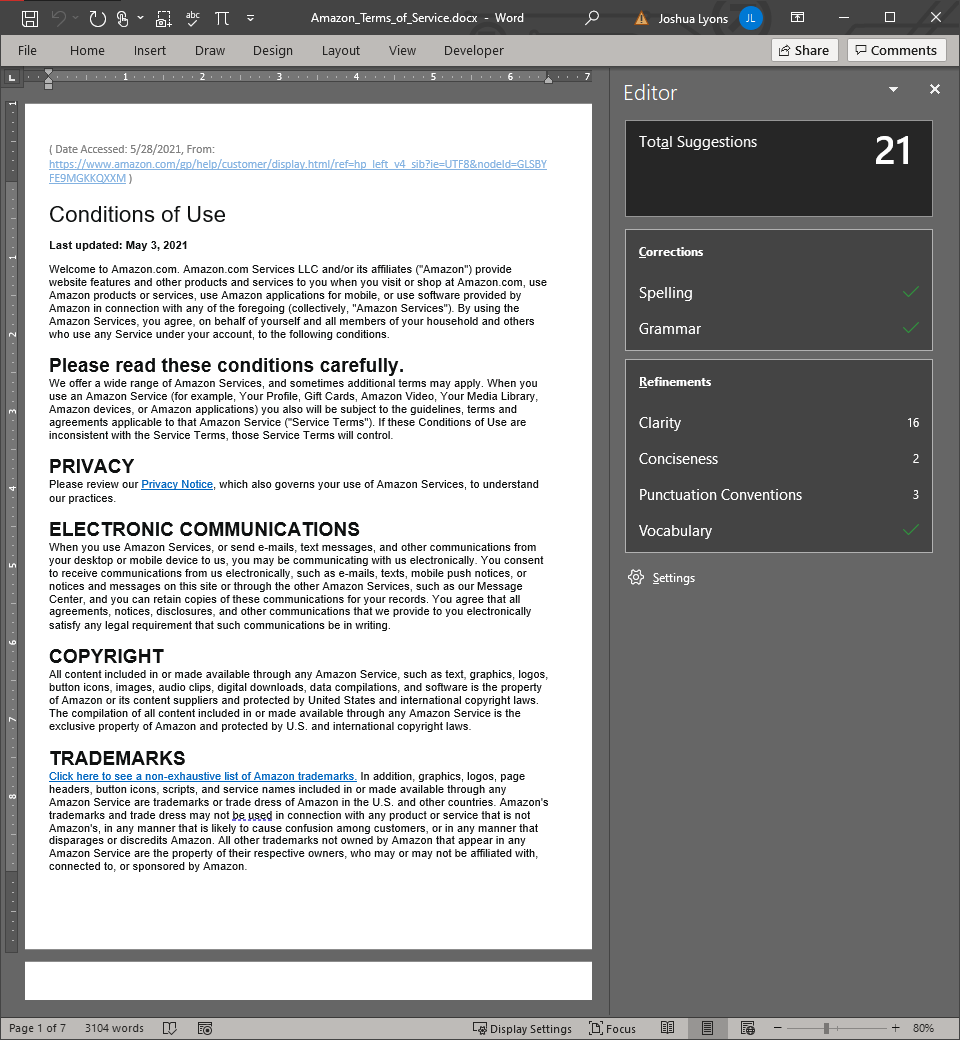 abc
Amazon_Terms_of_Service.docx - Word
Joshua Lyons JL
File Home Insert Draw Design Layout View Developer Share Comments
L 1 2 3 4 5 6 7
Editor
Total Suggestions 21
Corrections
Spelling
Grammar
Refinements
Clarity 16
Conciseness 2
Punctuation Conventions 3
Vocabulary
Settings
1
1
2
3
4
5
6
7
8
( Date Accessed: 5/28/2021, From:
https://www.amazon.com/gp/help/customer/display.html/ref=hp_left_v4_sib?ie=UTF8&nodeId=GLSBY
FE9MGKKQXXM )
Conditions of Use
Last updated: May 3, 2021
Welcome to Amazon.com. Amazon.com Services LLC and/or its affiliates ("Amazon") provide
website features and other products and services to you when you visit or shop at Amazon.com, use
Amazon products or services, use Amazon applications for mobile, or use software provided by
Amazon in connection with any of the foregoing (collectively, "Amazon Services"). By using the
Amazon Services, you agree, on behalf of yourself and all members of your household and others
who use any Service under your account, to the following conditions.
Please read these conditions carefully.
We offer a wide range of Amazon Services, and sometimes additional terms may apply. When you
use an Amazon Service (for example, Your Profile, Gift Cards, Amazon Video, Your Media Library,
Amazon devices, or Amazon applications) you also will be subject to the guidelines, terms and
agreements applicable to that Amazon Service ("Service Terms"). If these Conditions of Use are
inconsistent with the Service Terms, those Service Terms will control.
PRIVACY
Please review our Privacy Notice, which also governs your use of Amazon Services, to understand
our practices.
ELECTRONIC COMMUNICATIONS
When you use Amazon Services, or send e-mails, text messages, and other communications from
your desktop or mobile device to us, you may be communicating with us electronically. You consent
to receive communications from us electronically, such as e-mails, texts, mobile push notices, or
notices and messages on this site or through the other Amazon Services, such as our Message
Center, and you can retain copies of these communications for your records. You agree that all
agreements, notices, disclosures, and other communications that we provide to you electronically
satisfy any legal requirement that such communications be in writing.
COPYRIGHT
All content included in or made available through any Amazon Service, such as text, graphics, logos,
button icons, images, audio clips, digital downloads, data compilations, and software is the property
of Amazon or its content suppliers and protected by United States and international copyright laws.
The compilation of all content included in or made available through any Amazon Service is the
exclusive property of Amazon and protected by U.S. and international copyright laws.
TRADEMARKS
Click here to see a non-exhaustive list of Amazon trademarks. In addition, graphics, logos, page
headers, button icons, scripts, and service names included in or made available through any
Amazon Service are trademarks or trade dress of Amazon in the U.S. and other countries. Amazon's
trademarks and trade dress may not be used in connection with any product or service that is not
Amazon's, in any manner that is likely to cause confusion among customers, or in any manner that
disparages or discredits Amazon. All other trademarks not owned by Amazon that appear in any
Amazon Service are the property of their respective owners, who may or may not be affiliated with,
connected to, or sponsored by Amazon.
Page 1 of 7 3104 words Display Settings Focus 80%